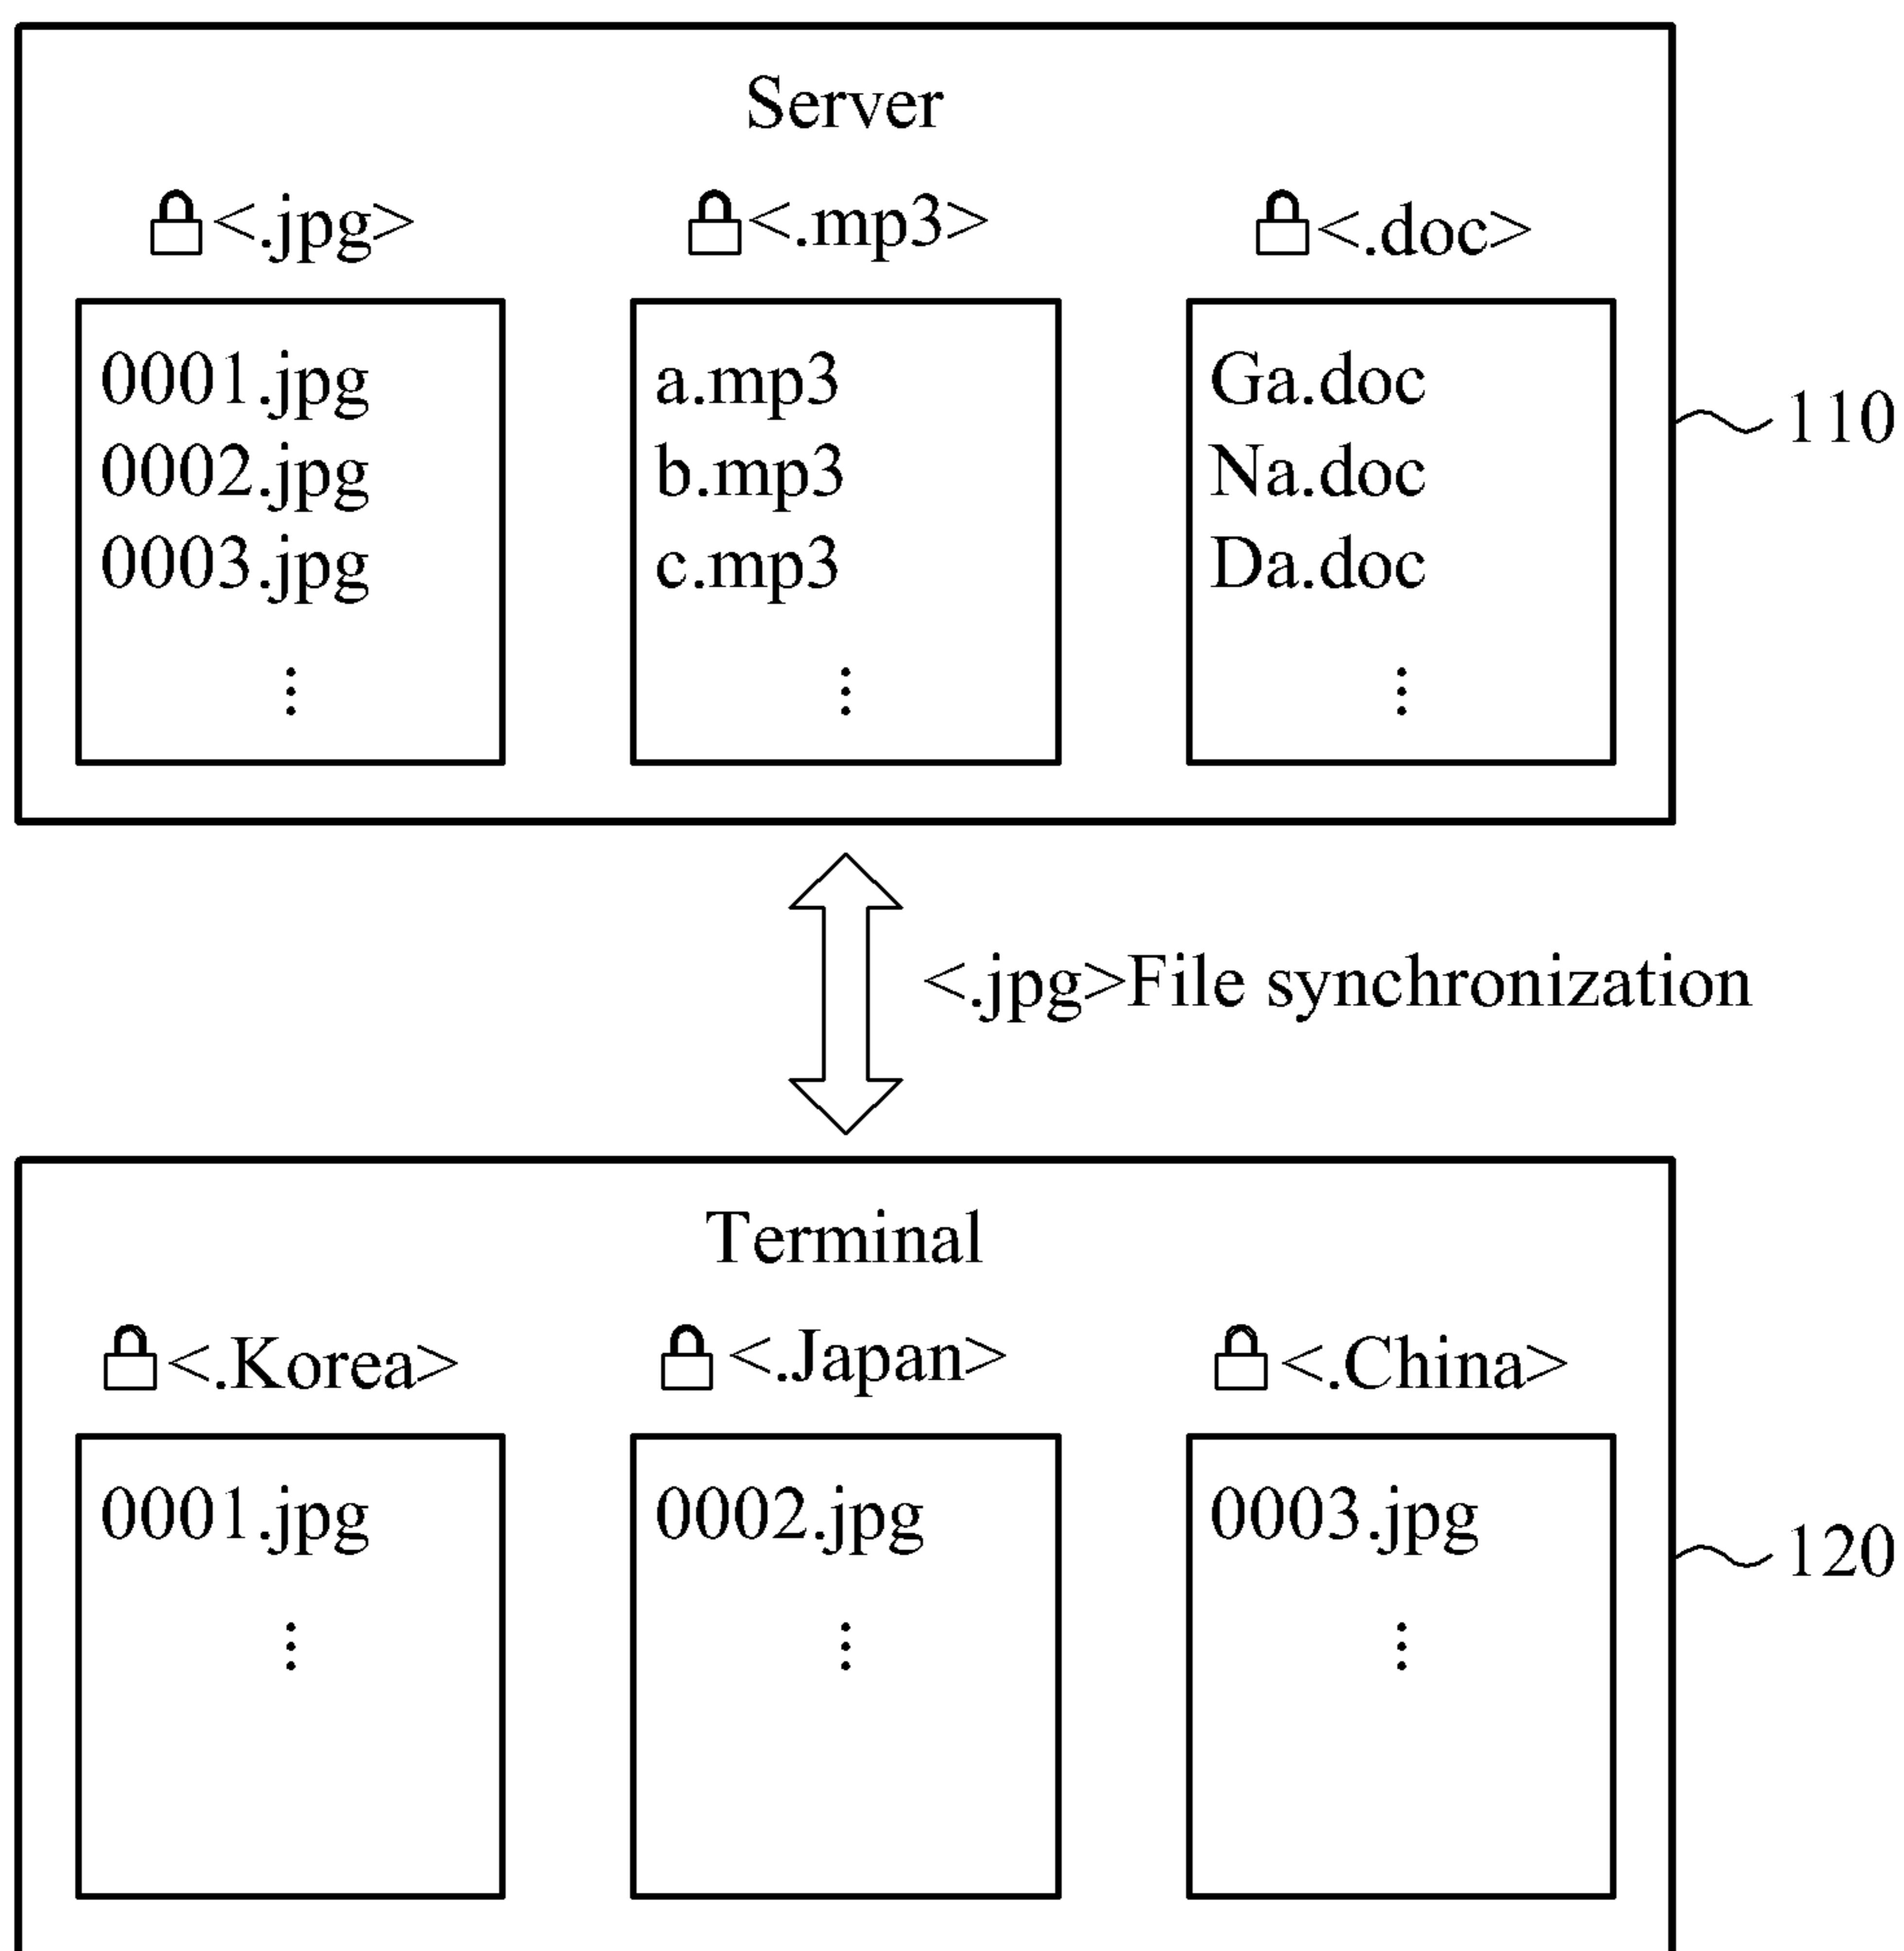 Server
<.jpg> <.mp3> <.doc>
0001.jpg
0002.jpg
0003.jpg
a.mp3
b.mp3
c.mp3
Ga.doc
Na.doc
Da.doc
110
<.jpg>File synchronization
Terminal
<.Korea> <.Japan> <.China>
0001.jpg
0002.jpg
0003.jpg
120